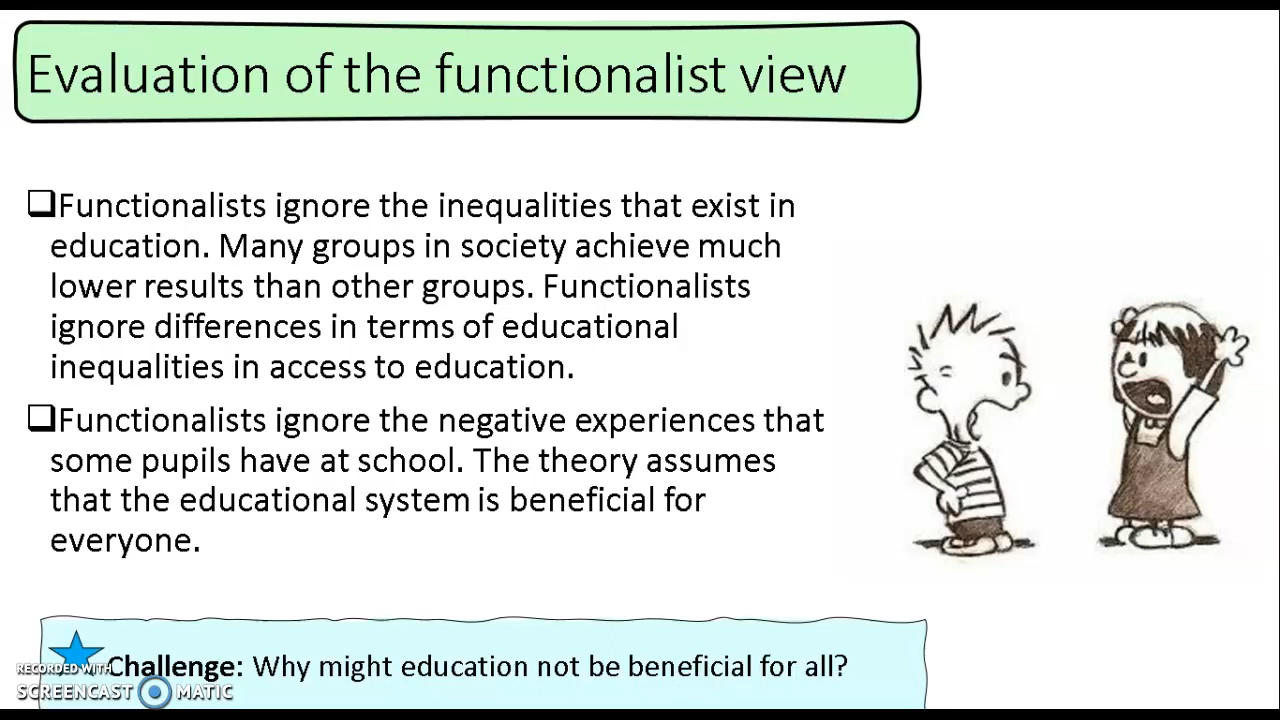 Evaluation of the functionalist view
❑Functionalists ignore the inequalities that exist in
education. Many groups in society achieve much
lower results than other groups. Functionalists
ignore differences in terms of educational
inequalities in access to education.
❑Functionalists ignore the negative experiences that
some pupils have at school. The theory assumes
that the educational system is beneficial for
everyone.
Challenge: Why might education not be beneficial for all?
RECORDED WITH
SCREENCAST MATIC